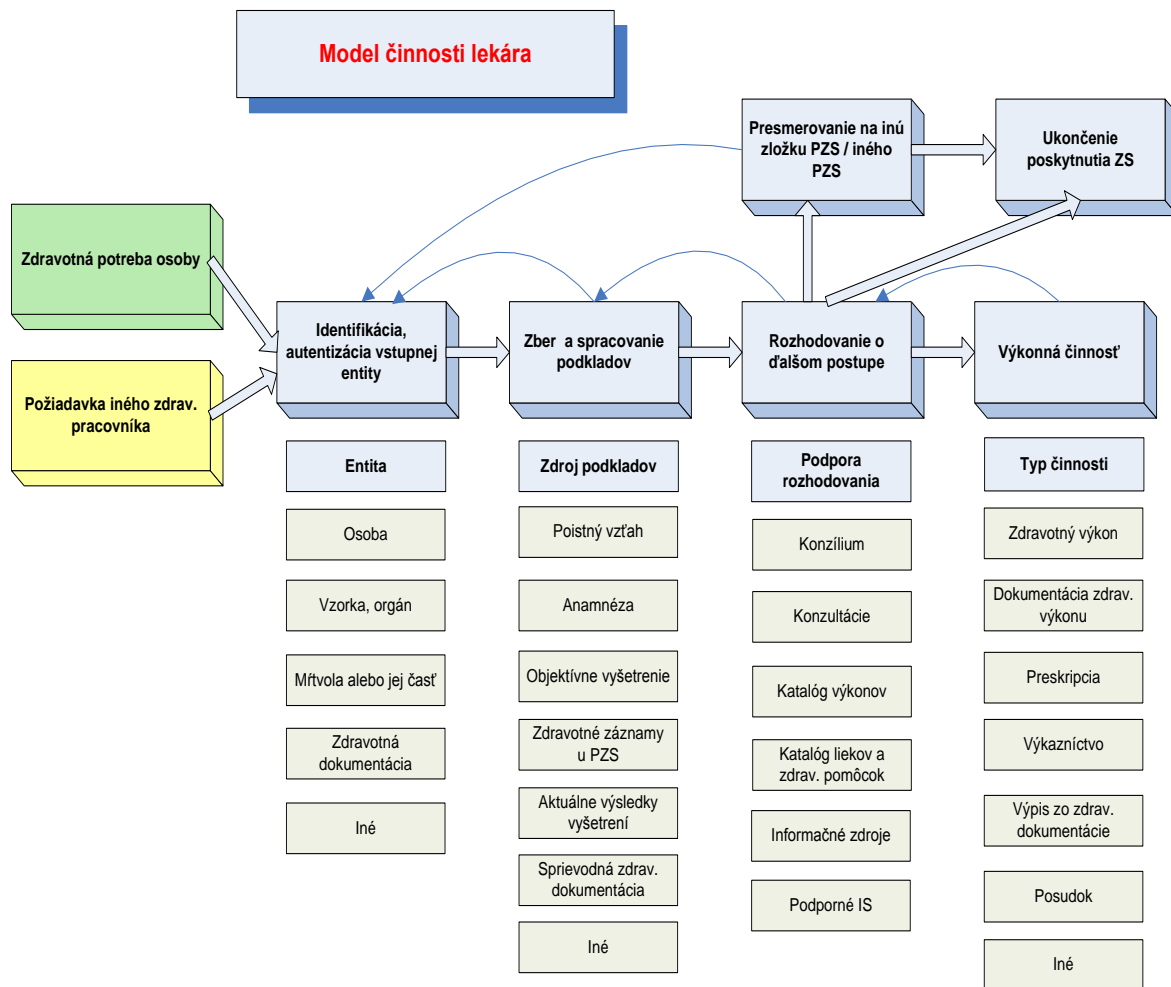 Model činnosti lekára
Presmerovanie na inú
zložku PZS / iného
PZS
Ukončenie
poskytnutia ZS
Zdravotná potreba osoby
Požiadavka iného zdrav.
pracovníka
Identifikácia,
autentizácia vstupnej
entity
Zber a spracovanie
podkladov
Rozhodovanie o
ďalšom postupe
Výkonná činnosť
Entita
Osoba
Vzorka, orgán
Mŕtvola alebo jej časť
Zdravotná
dokumentácia
Iné
Zdroj podkladov
Poistný vzťah
Anamnéza
Objektívne vyšetrenie
Zdravotné záznamy
u PZS
Aktuálne výsledky
vyšetrení
Sprievodná zdrav.
dokumentácia
Iné
Podpora
rozhodovania
Konzílium
Konzultácie
Katalóg výkonov
Katalóg liekov a
zdrav. pomôcok
Informačné zdroje
Podporné IS
Typ činnosti
Zdravotný výkon
Dokumentácia zdrav.
výkonu
Preskripcia
Výkazníctvo
Výpis zo zdrav.
dokumentácie
Posudok
Iné